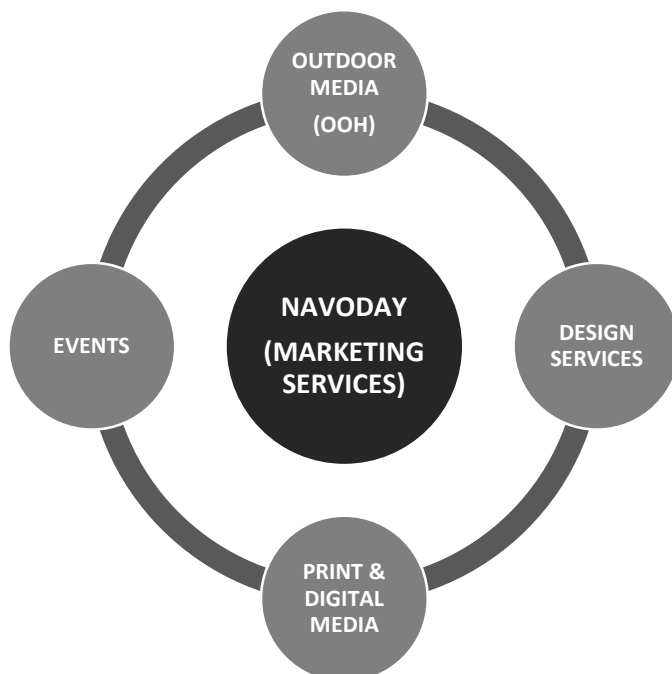 OUTDOOR
MEDIA
(OOH)
NAVODAY
(MARKETING
SERVICES)
EVENTS
DESIGN
SERVICES
PRINT &
DIGITAL
MEDIA